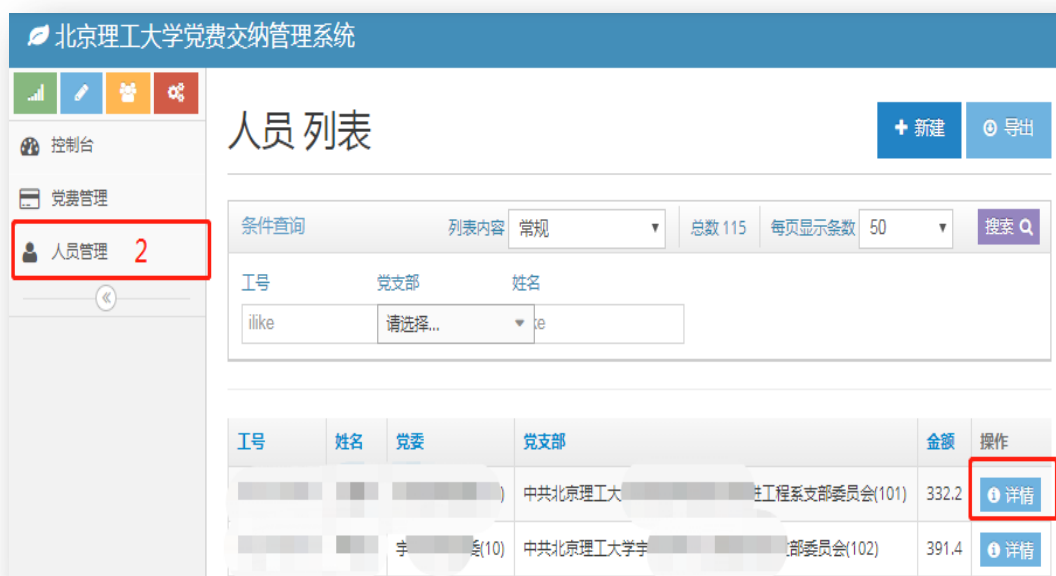 北京理工大学党费交纳管理系统
控制台
党费管理
人员管理 2
人员 列表
新建 导出
条件查询 列表内容 常规 总数 115 每页显示条数 50 搜索
工号 党支部 姓名
ilike 请选择... ke
工号 姓名 党委 党支部 金额 操作
) 中共北京理工大 工程系支部委员会(101) 332.2 详情
宇 委(10) 中共北京理工大学宇 部委员会(102) 391.4 详情